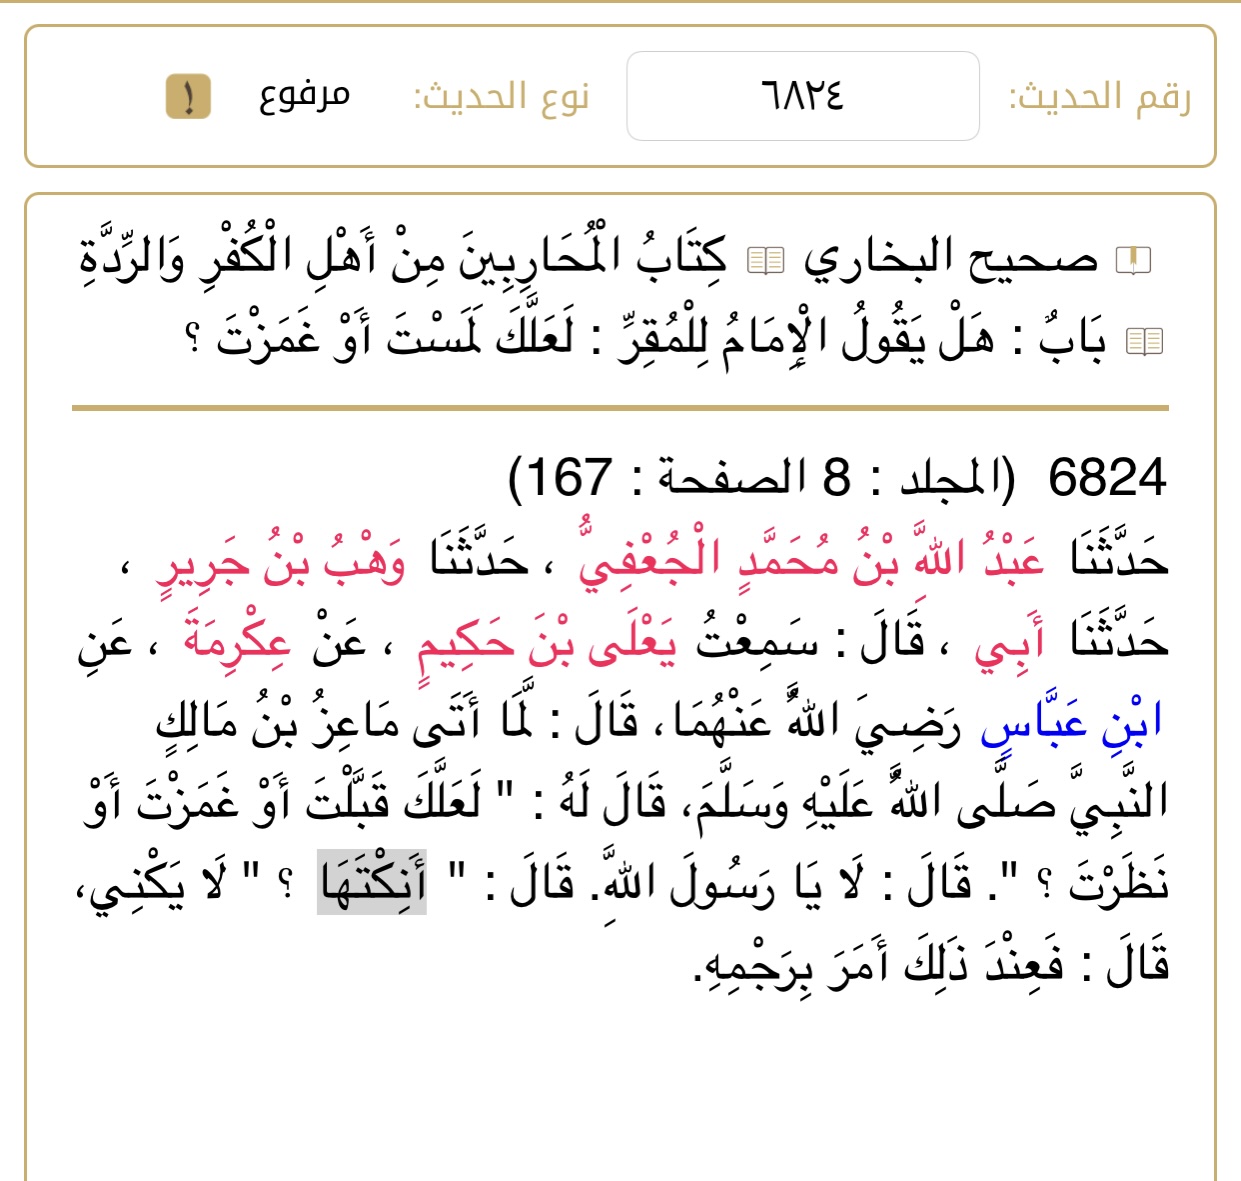 رقم الحديث: ٦٨٢٤ نوع الحديث: مرفوع !
صحيح البخاري كِتَابُ الْمُحَارِبِينَ مِنْ أَهْلِ الْكُفْرِ وَالرِّدَّةِ
بَابٌ : هَلْ يَقُولُ الْإِمَامُ لِلْمُقِرِّ : لَعَلَّكَ لَمَسْتَ أَوْ غَمَزْتَ ؟
6824 (المجلد : 8 الصفحة : 167)
حَدَّثَنَا عَبْدُ اللَّهِ بْنُ مُحَمَّدٍ الْجُعْفِيُّ ، حَدَّثَنَا وَهْبُ بْنُ جَرِيرٍ ،
حَدَّثَنَا أَبِي ، قَالَ : سَمِعْتُ يَعْلَى بْنَ حَكِيمٍ ، عَنْ عِكْرِمَةَ ، عَنِ
ابْنِ عَبَّاسٍ رَضِيَ اللَّهُ عَنْهُمَا، قَالَ : لَمَّا أَتَى مَاعِزُ بْنُ مَالِكٍ
النَّبِيَّ صَلَّى اللَّهُ عَلَيْهِ وَسَلَّمَ، قَالَ لَهُ : " لَعَلَّكَ قَبَّلْتَ أَوْ غَمَزْتَ أَوْ
نَظَرْتَ ؟ ". قَالَ : لَا يَا رَسُولَ اللَّهِ. قَالَ : " أَنِكْتَهَا ؟ " لَا يَكْنِي،
قَالَ : فَعِنْدَ ذَلِكَ أَمَرَ بِرَجْمِهِ.